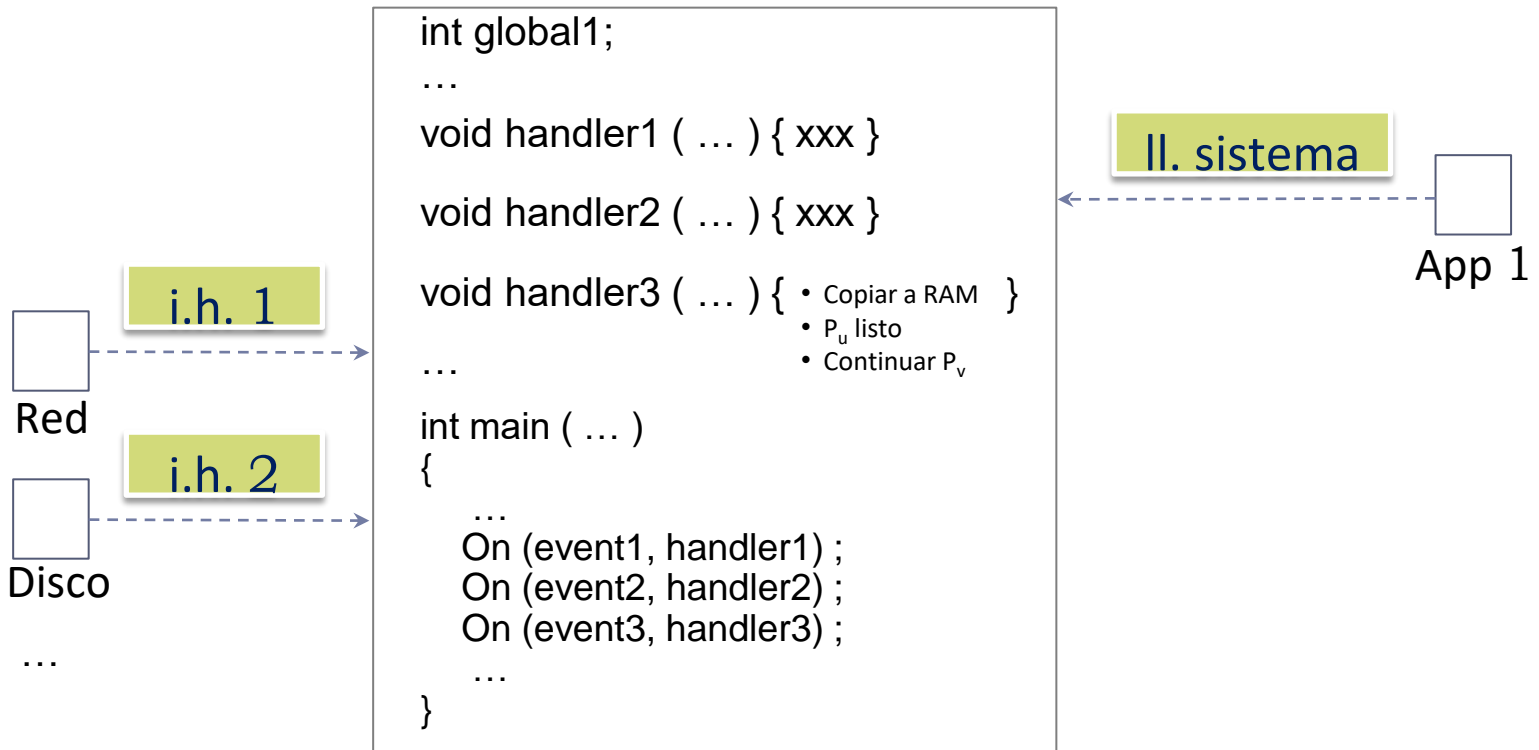 int global1;
…
void handler1 ( … ) { xxx }
ll. sistema
void handler2 ( … ) { xxx }
App 1
void handler3 ( … ) { • Copiar a RAM }
• Pu listo
• Continuar Pv
i.h. 1
Red
…
int main ( … )
{
i.h. 2
Disco
…
…
On (event1, handler1) ;
On (event2, handler2) ;
On (event3, handler3) ;
…
}